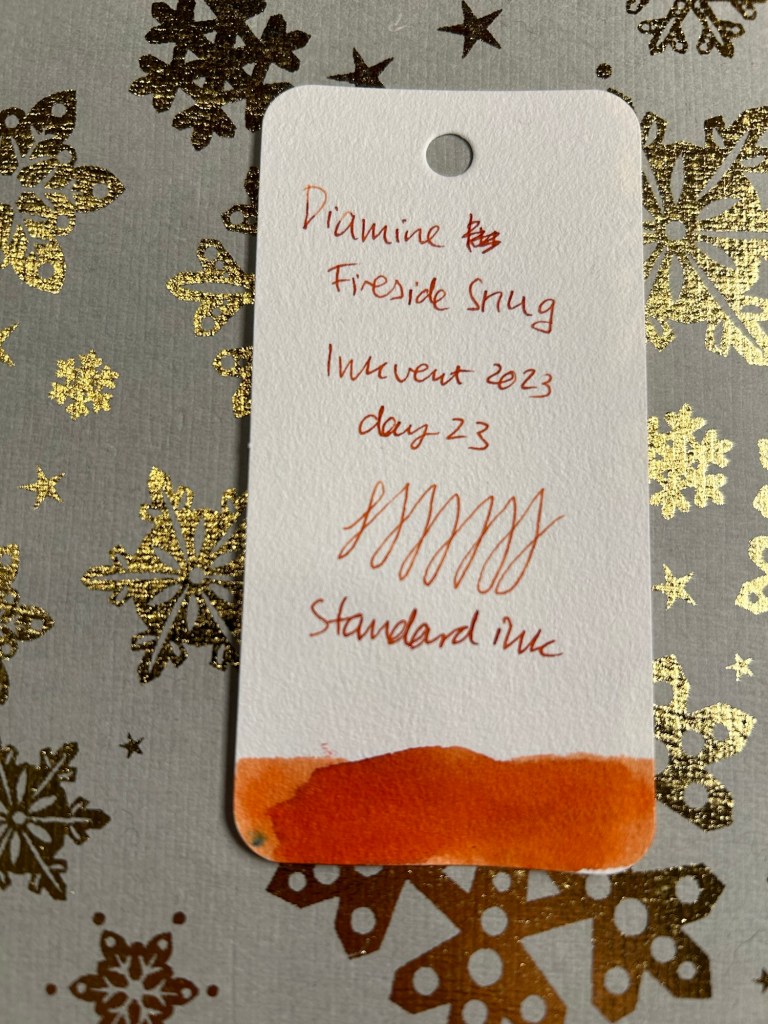 Diamine
Fireside Snug
Inkvent 2023
day 23
Standard ink